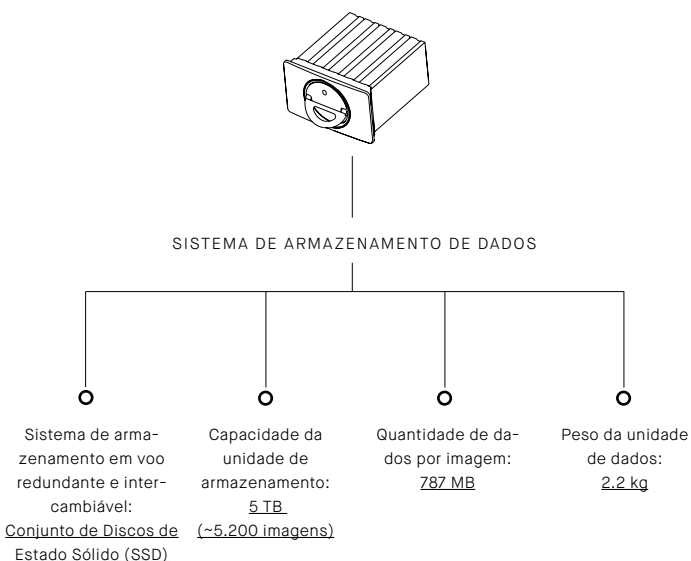 SISTEMA DE ARMAZENAMENTO DE DADOS
Sistema de arma-
zenamento em voo
redundante e inter-
cambiável:
Conjunto de Discos de
Estado Sólido (SSD)
Capacidade da
unidade de
armazenamento:
5 TB
(~5.200 imagens)
Quantidade de da-
dos por imagem:
787 MB
Peso da unidade
de dados:
2.2 kg